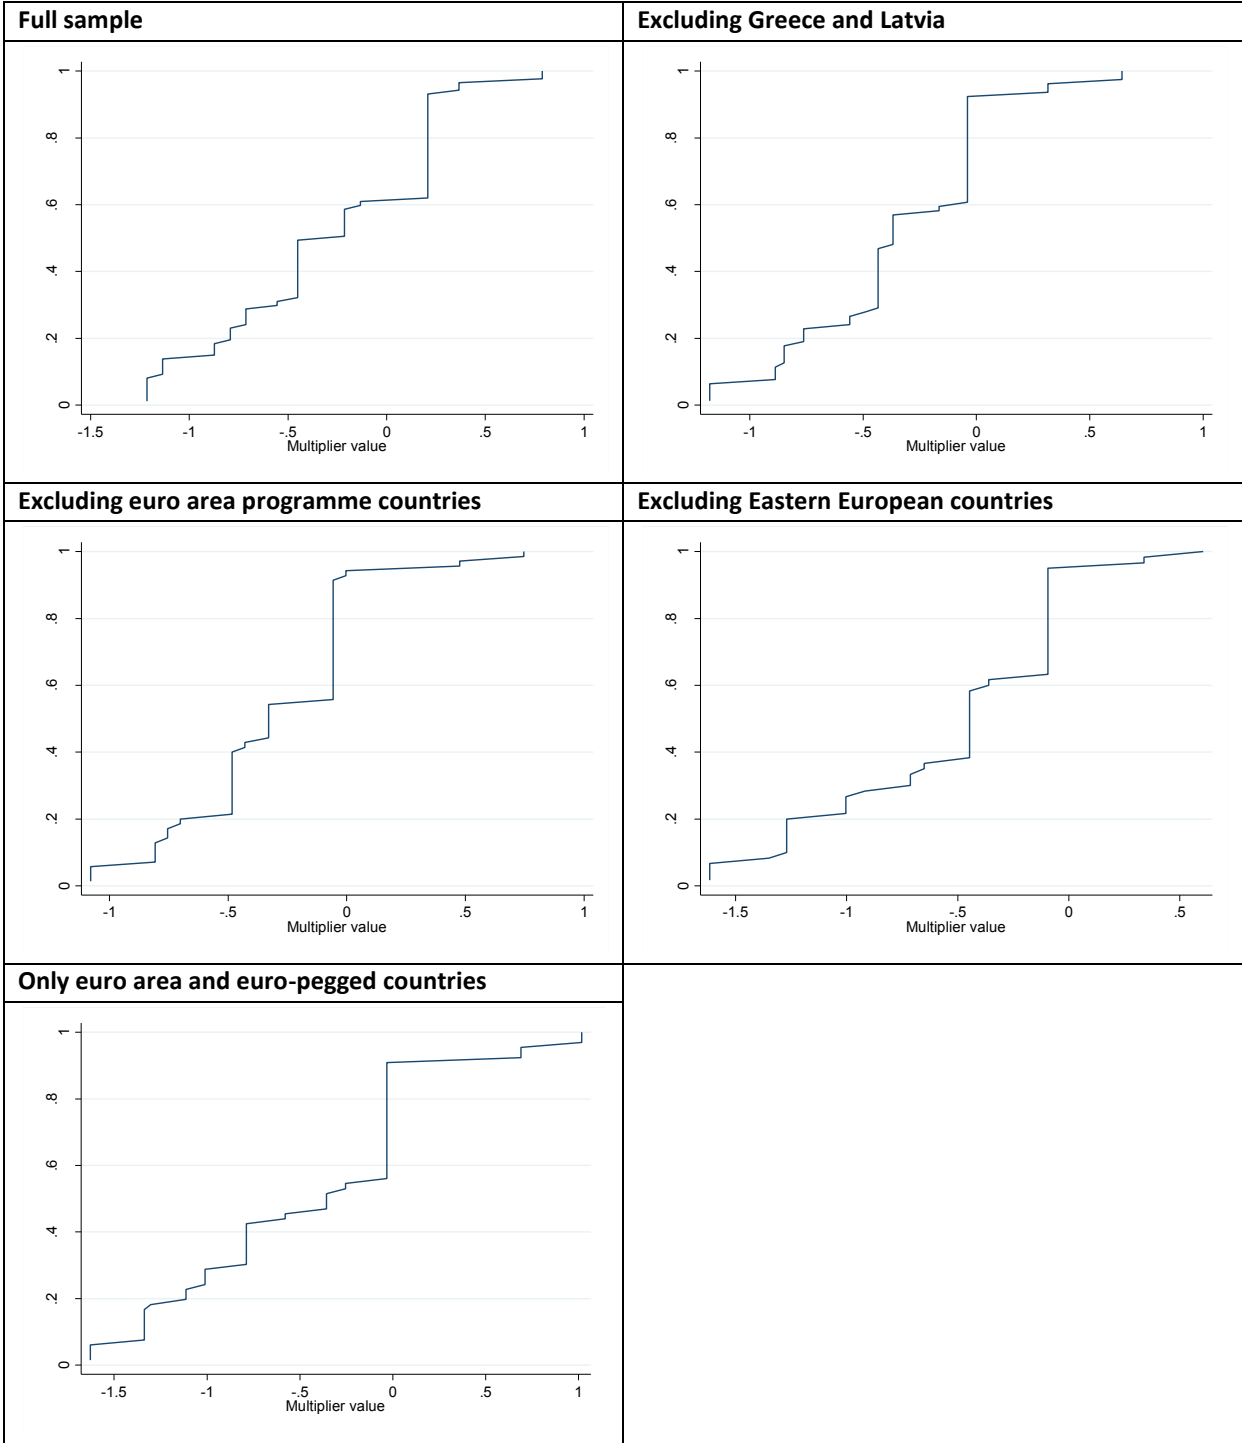 Full sample
Excluding Greece and Latvia
1
.8
.6
.4
.2
0
-1.5 -1 -.5 0 .5 1
Multiplier value
1
.8
.6
.4
.2
0
-1 -.5 0 .5 1
Multiplier value
Excluding euro area programme countries
Excluding Eastern European countries
1
.8
.6
.4
.2
0
-1 -.5 0 .5 1
Multiplier value
1
.8
.6
.4
.2
0
-1.5 -1 -.5 0 .5
Multiplier value
Only euro area and euro-pegged countries
1
.8
.6
.4
.2
0
-1.5 -1 -.5 0 .5 1
Multiplier value